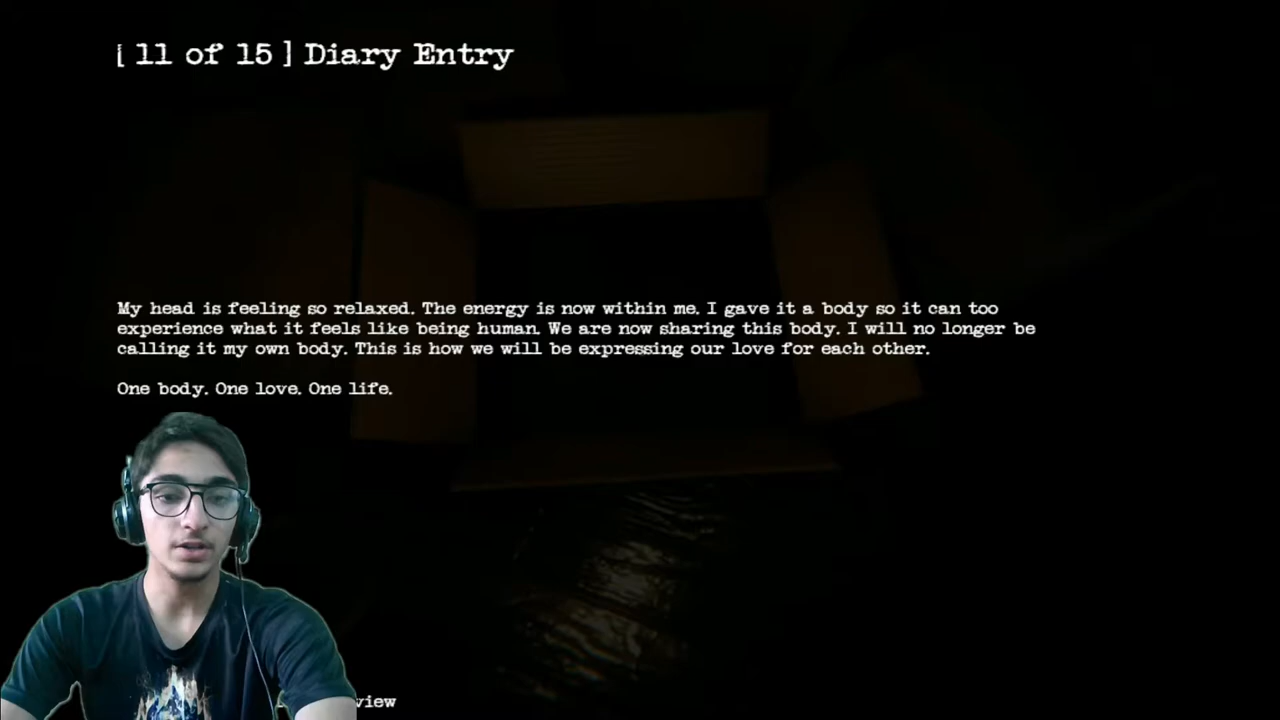 [ 11 of 15 ] Diary Entry
My head is feeling so relaxed. The energy is now within me. I gave it a body so it can too
experience what it feels like being human. We are now sharing this body. I will no longer be
calling it my own body. This is how we will be expressing our love for each other.
One body. One love. One life.
view